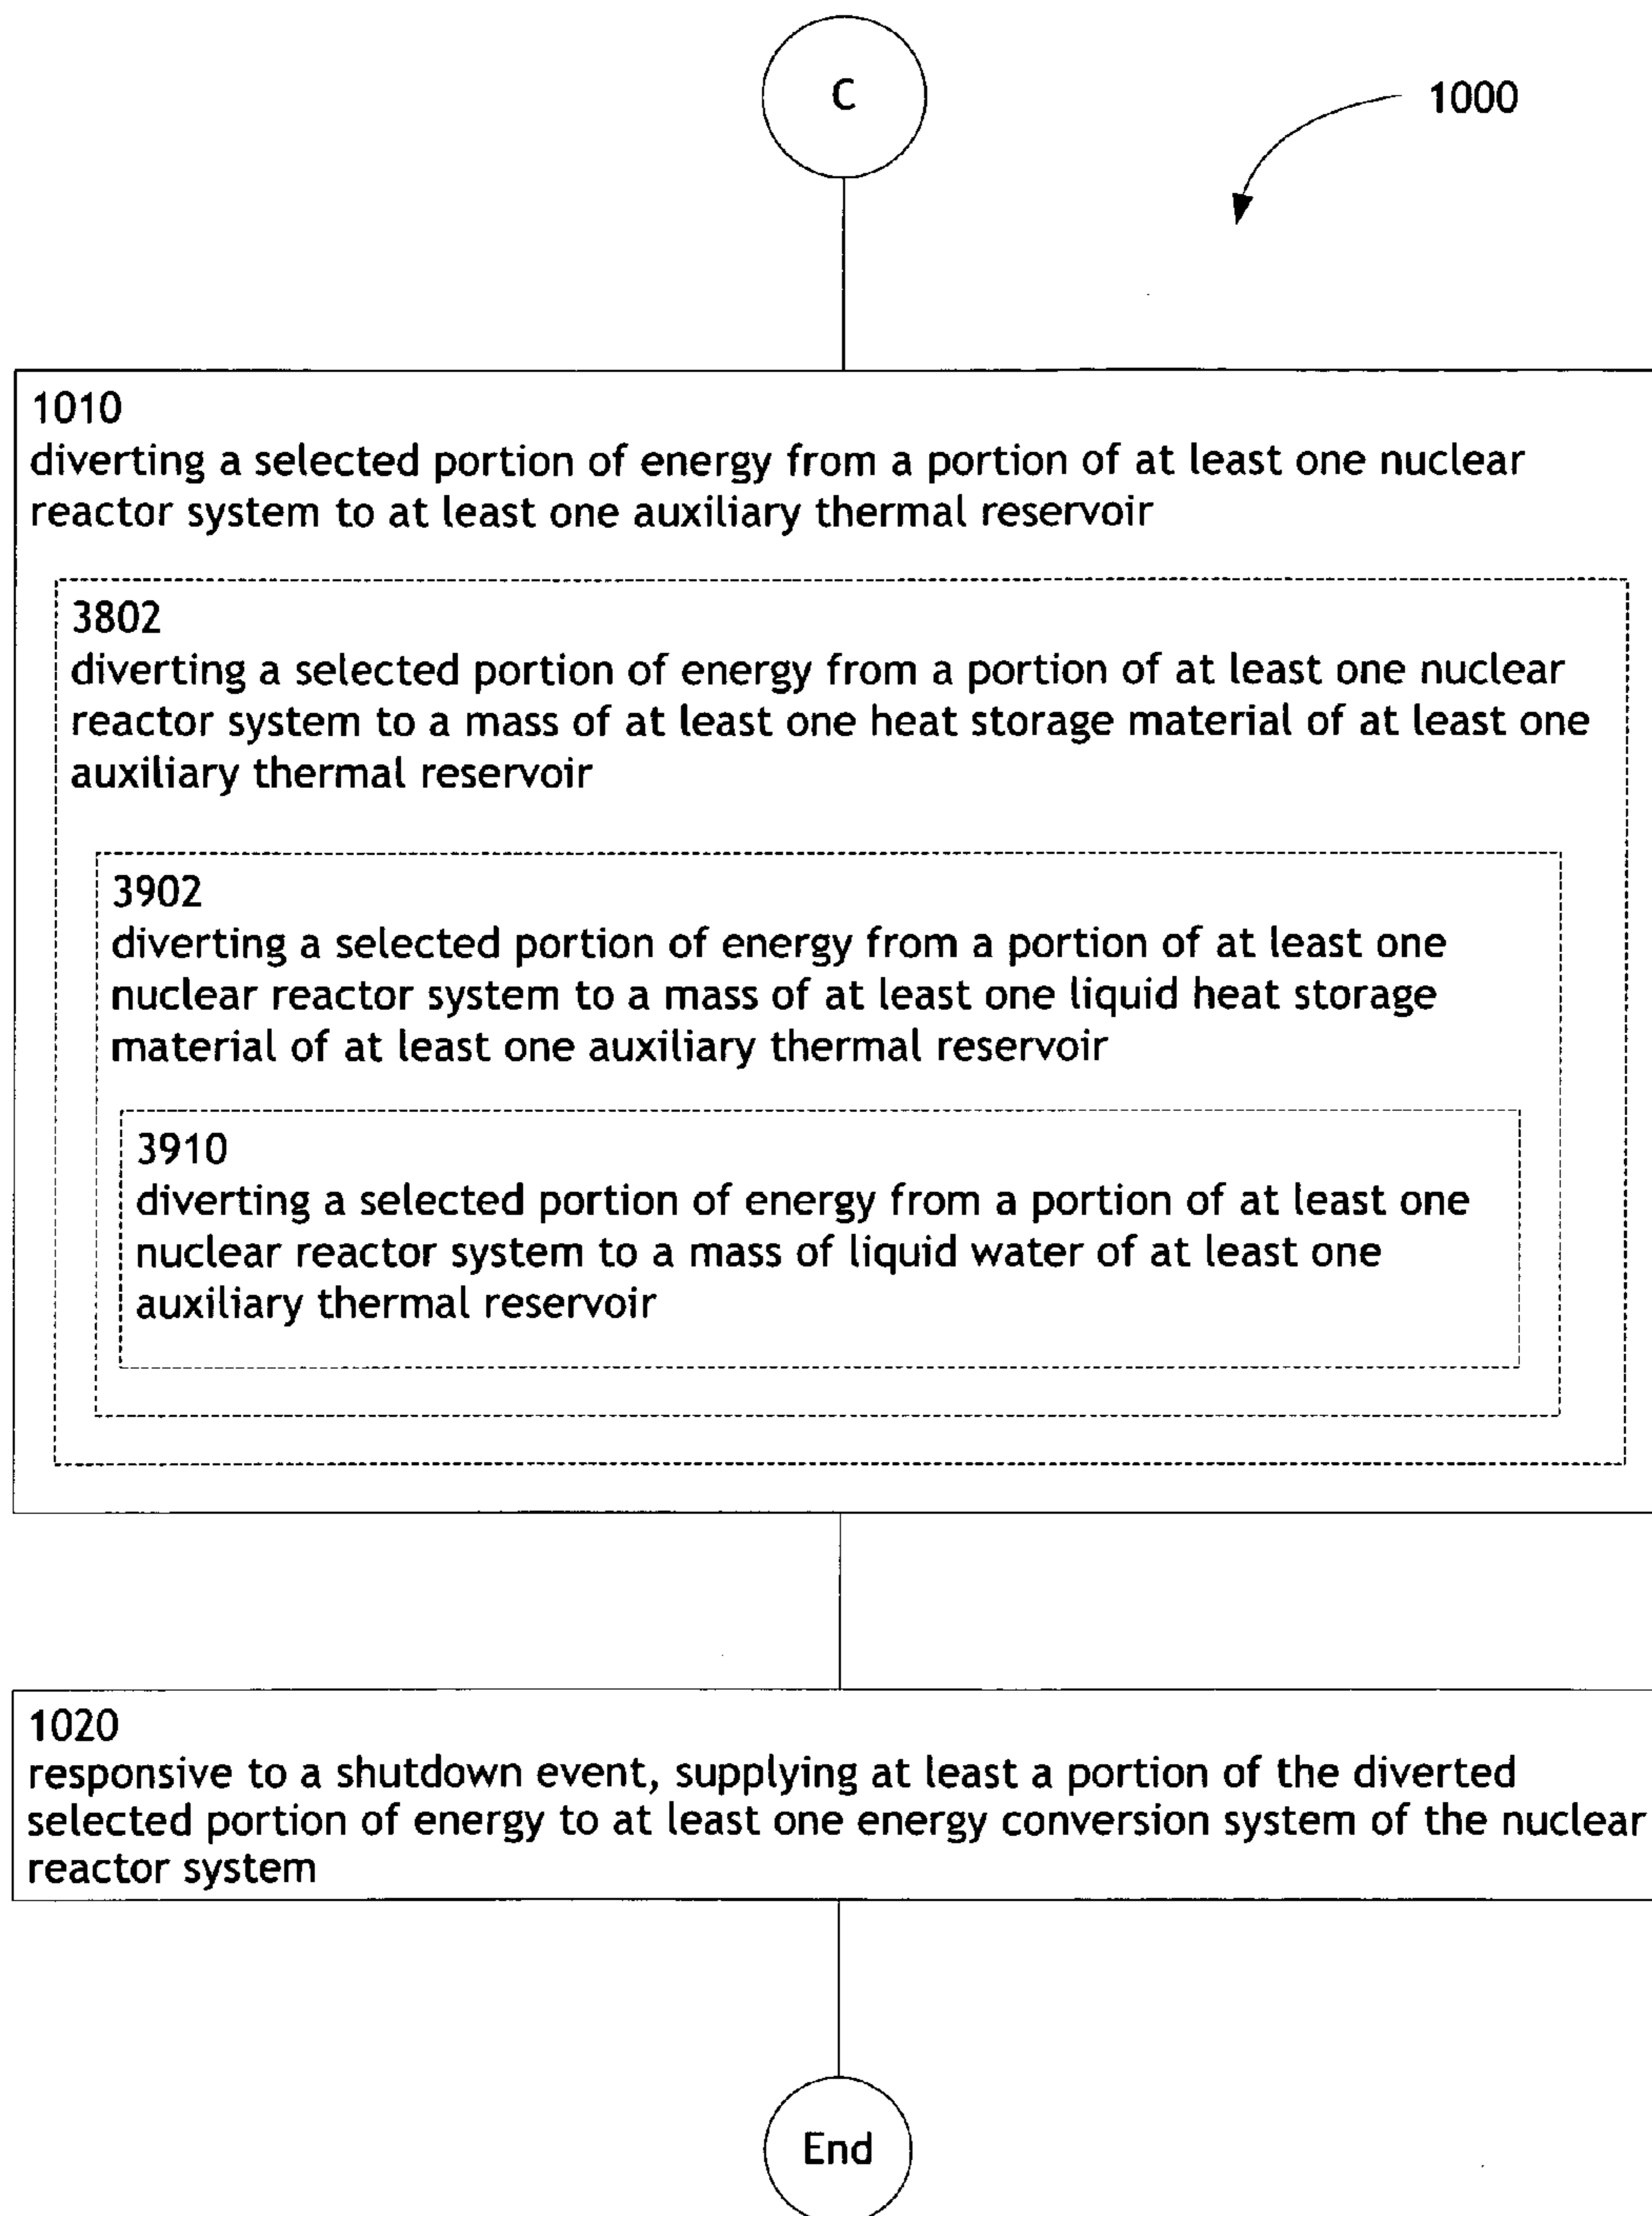 C
1000
1010
diverting a selected portion of energy from a portion of at least one nuclear
reactor system to at least one auxiliary thermal reservoir
3802
diverting a selected portion of energy from a portion of at least one nuclear
reactor system to a mass of at least one heat storage material of at least one
auxiliary thermal reservoir
3902
diverting a selected portion of energy from a portion of at least one
nuclear reactor system to a mass of at least one liquid heat storage
material of at least one auxiliary thermal reservoir
3910
diverting a selected portion of energy from a portion of at least one
nuclear reactor system to a mass of liquid water of at least one
auxiliary thermal reservoir
1020
responsive to a shutdown event, supplying at least a portion of the diverted
selected portion of energy to at least one energy conversion system of the nuclear
reactor system
End